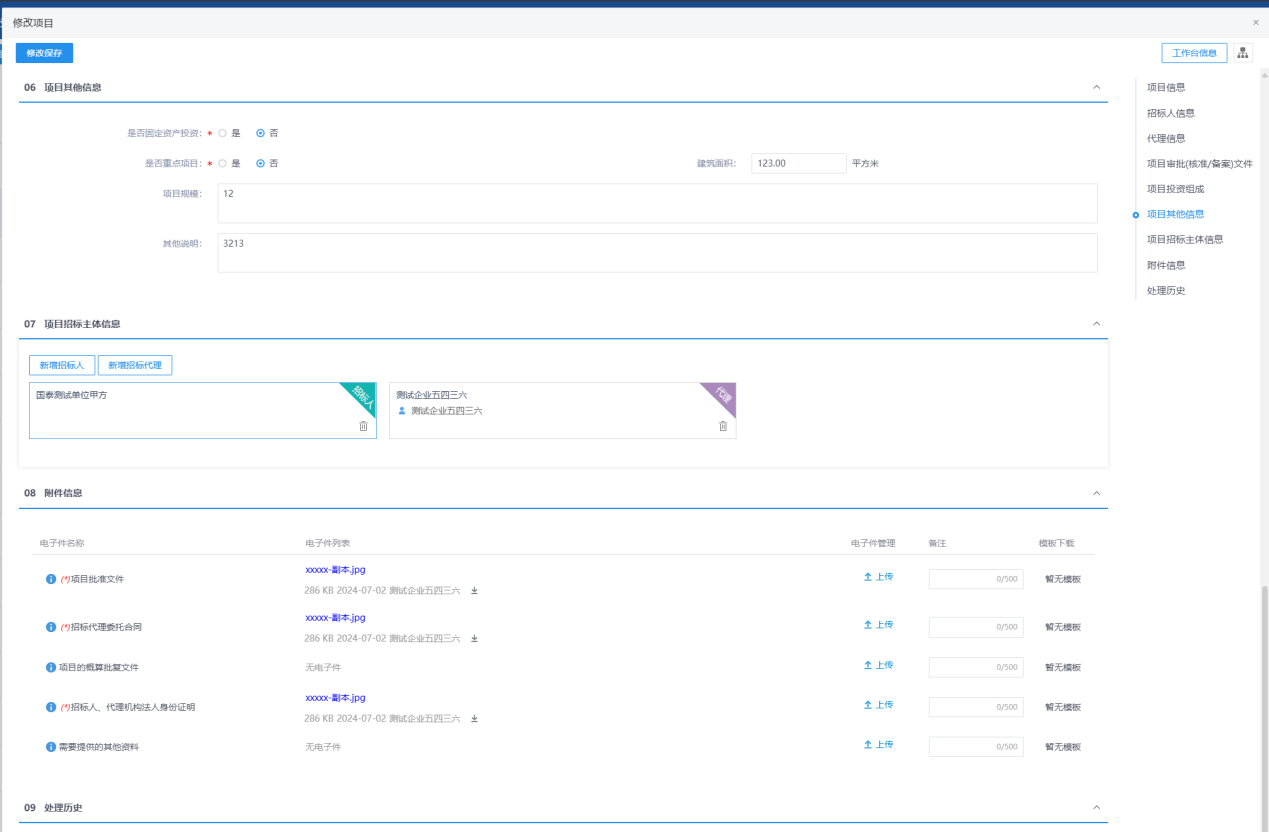 修改项目
×
修改保存
工作台信息
06 项目其他信息
是否固定资产投资: * 是 否
是否重点项目: * 是 否
建筑面积: 123.00 平方米
项目规模: 12
其他说明: 3213
07 项目招标主体信息
新增招标人 新增招标代理
国泰测试单位甲方
招标人
测试企业五四三六
测试企业五四三六
代理
08 附件信息
电子件名称 电子件列表 电子件管理 备注 模板下载
(*)项目批准文件 xxxxx-副本.jpg 上传 0/500 暂无模板
286 KB 2024-07-02 测试企业五四三六
(*)招标代理委托合同 xxxxx-副本.jpg 上传 0/500 暂无模板
286 KB 2024-07-02 测试企业五四三六
项目的概算批复文件 无电子件 上传 0/500 暂无模板
(*)招标人、代理机构法人身份证明 xxxxx-副本.jpg 上传 0/500 暂无模板
286 KB 2024-07-02 测试企业五四三六
需要提供的其他资料 无电子件 上传 0/500 暂无模板
09 处理历史
项目信息
招标人信息
代理信息
项目审批(核准/备案)文件
项目投资组成
项目其他信息
项目招标主体信息
附件信息
处理历史